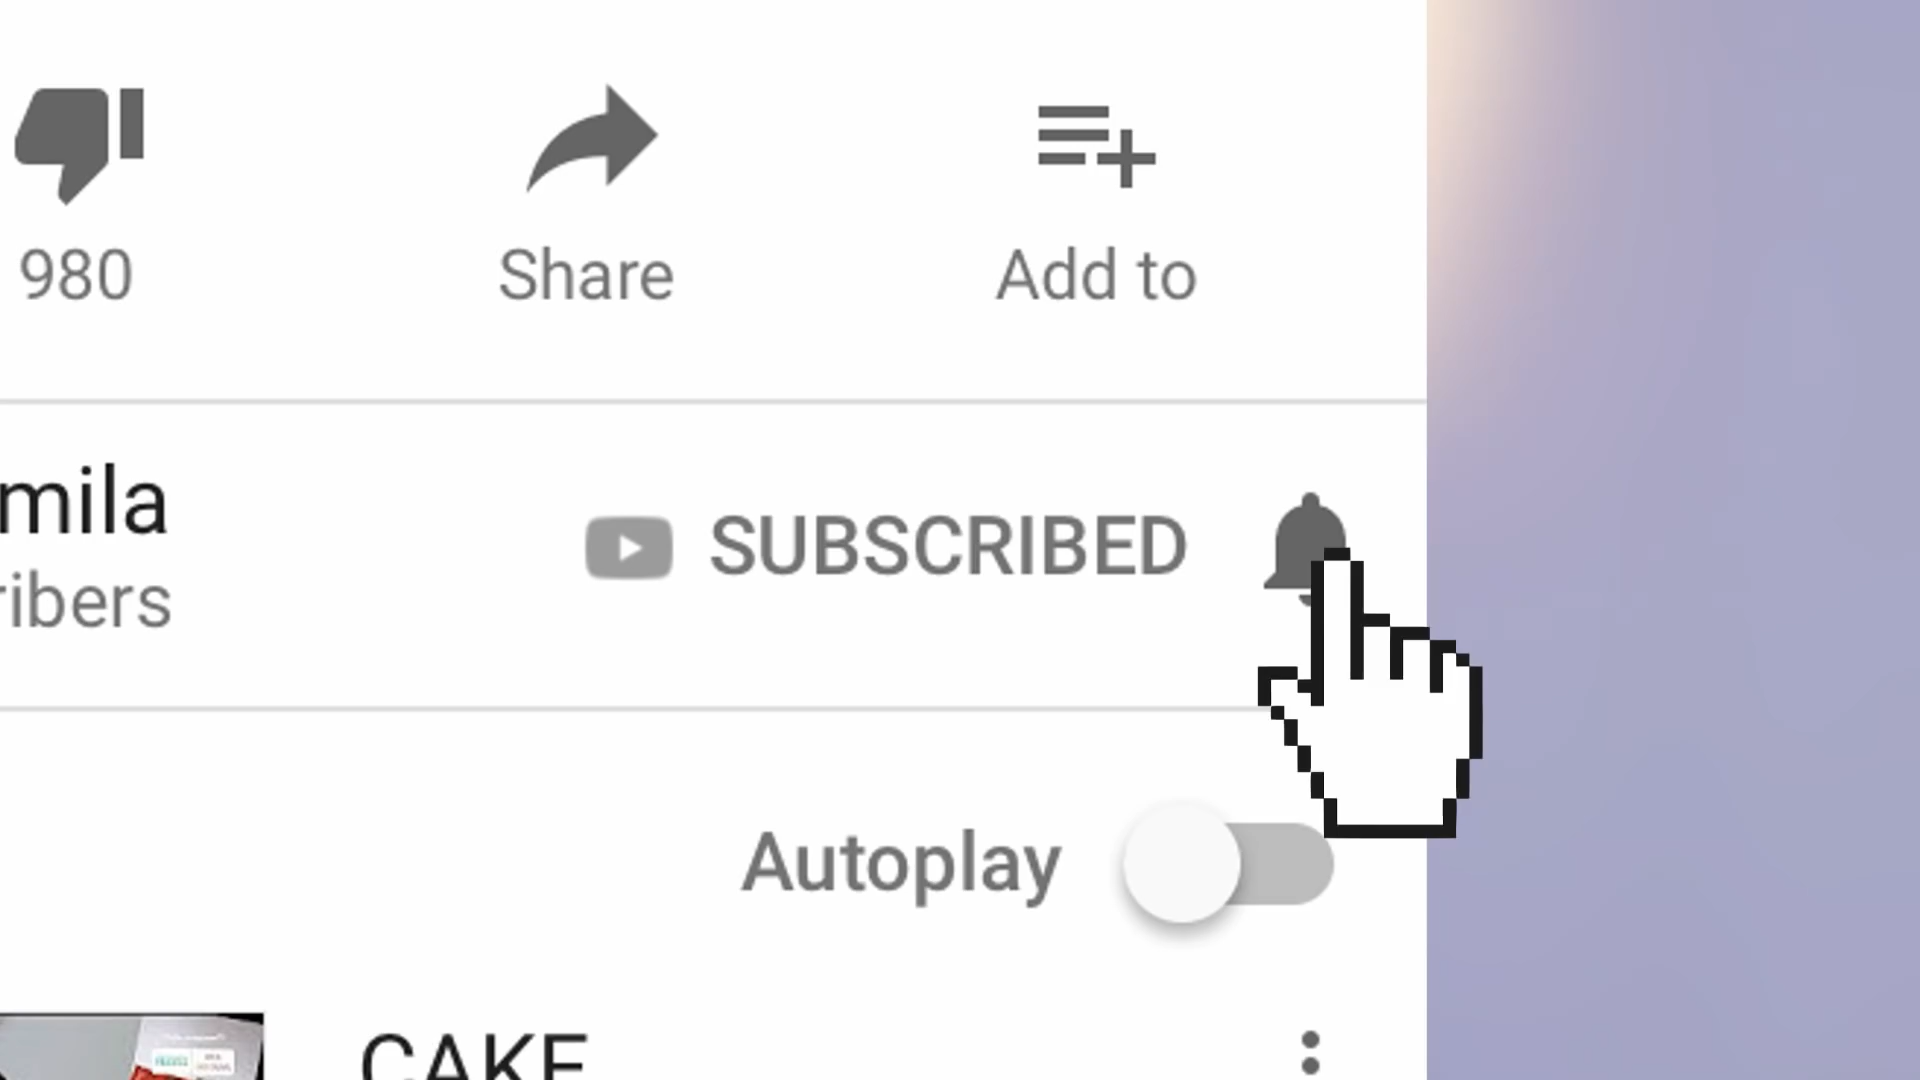 980
Share
Add to
mila
SUBSCRIBED
ribers
Autoplay
CAKE